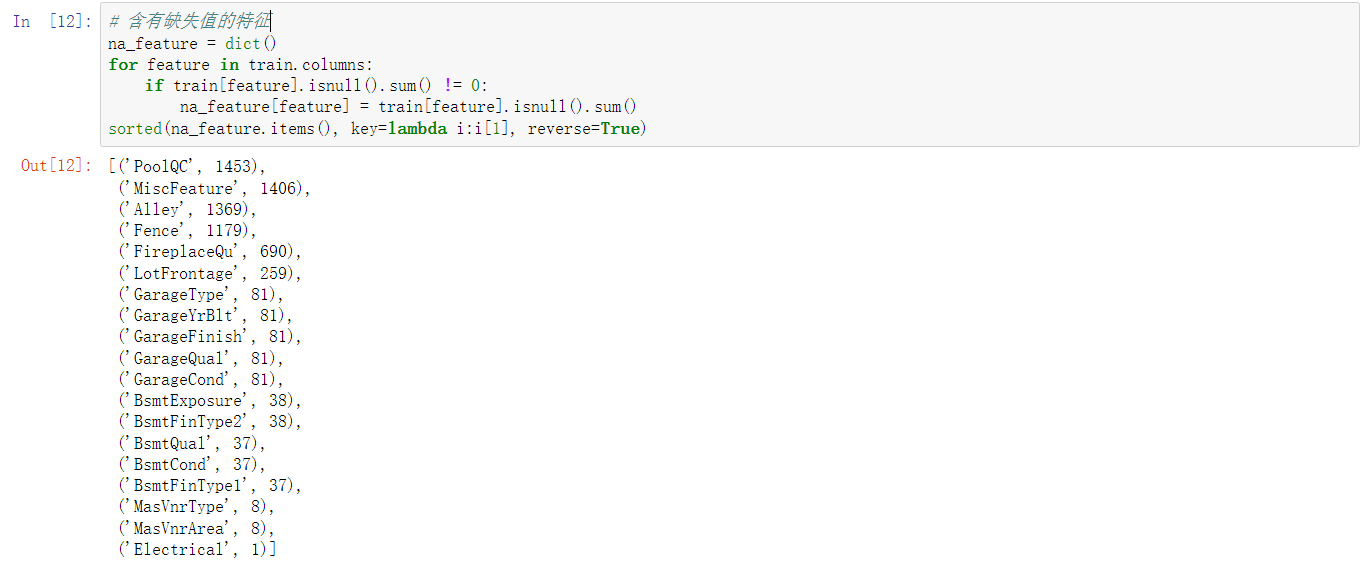 In [12]: # 含有缺失值的特征
na_feature = dict()
for feature in train.columns:
    if train[feature].isnull().sum() != 0:
        na_feature[feature] = train[feature].isnull().sum()
sorted(na_feature.items(), key=lambda i:i[1], reverse=True)
Out[12]: [('PoolQC', 1453),
('MiscFeature', 1406),
('Alley', 1369),
('Fence', 1179),
('FireplaceQu', 690),
('LotFrontage', 259),
('GarageType', 81),
('GarageYrBlt', 81),
('GarageFinish', 81),
('GarageQual', 81),
('GarageCond', 81),
('BsmtExposure', 38),
('BsmtFinType2', 38),
('BsmtQual', 37),
('BsmtCond', 37),
('BsmtFinType1', 37),
('MasVnrType', 8),
('MasVnrArea', 8),
('Electrical', 1)]